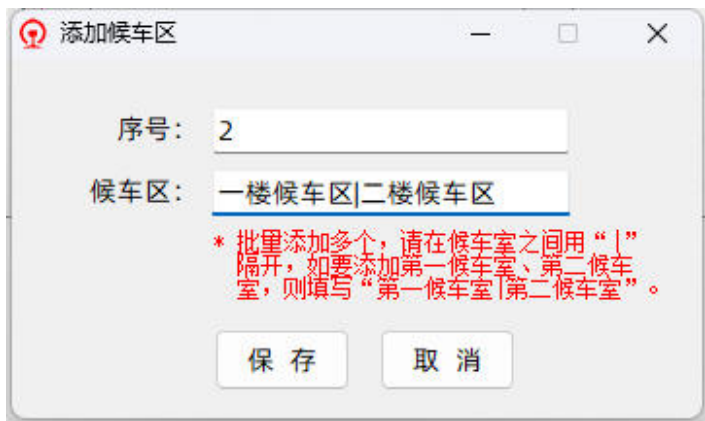 添加候车区
序号： 2
候车区： 一楼候车区|二楼候车区
* 批量添加多个，请在候车室之间用“|”
隔开，如要添加第一候车室、第二候车
室，则填写“第一候车室|第二候车室”。
保 存 取 消